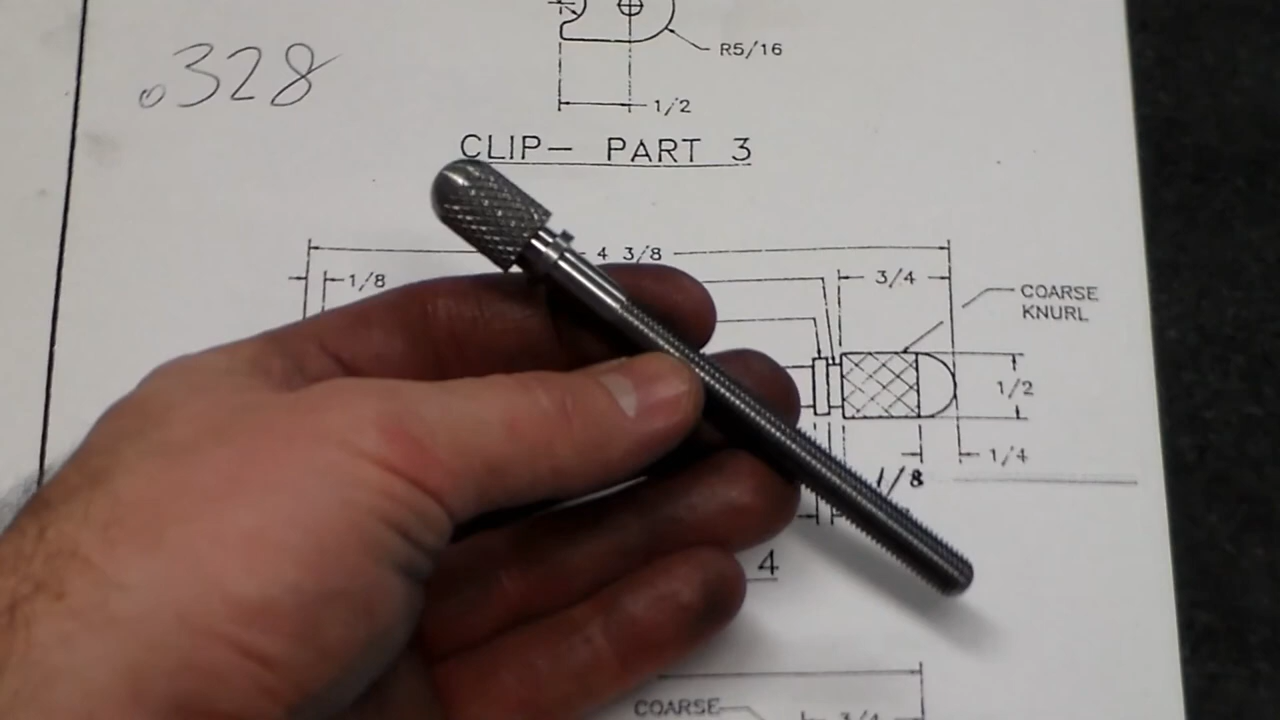 .328
R5/16
1/2
CLIP- PART 3
4 3/8
1/8
3/4
COARSE
KNURL
1/2
1/4
1/8
4
COARSE
3/4